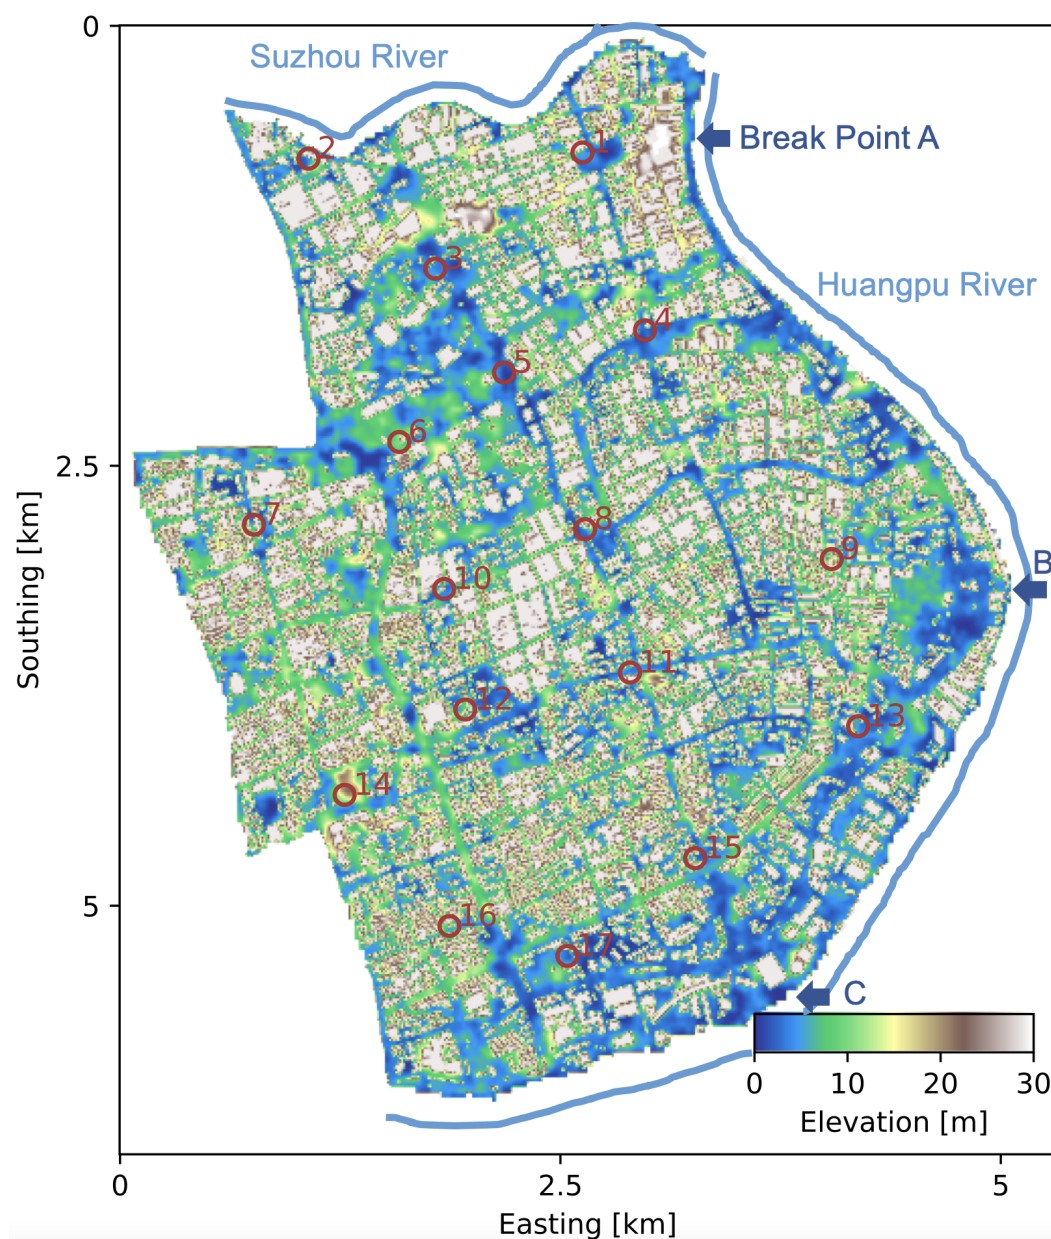 0
Suzhou River
1
Break Point A
2
3
Huangpu River
4
5
6
2.5
7
8
9
B
10
11
12
13
14
15
16
17
5
C
Southing [km]
0 10 20 30
Elevation [m]
0 2.5 5
Easting [km]